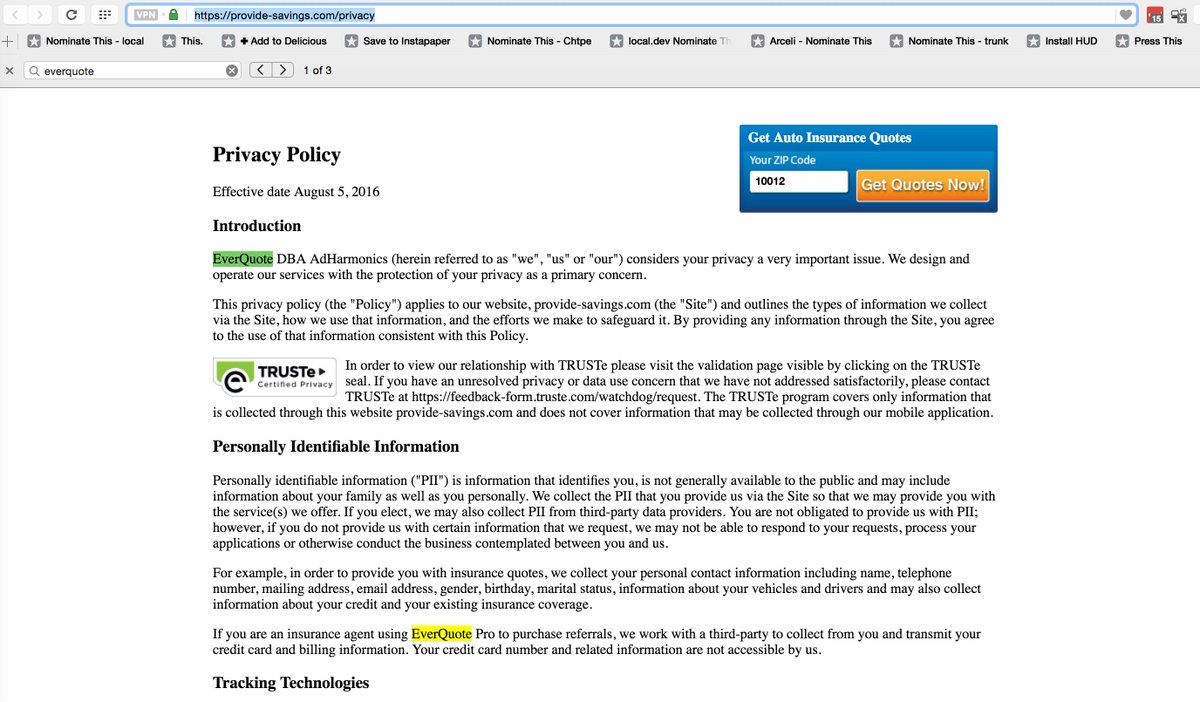 VPN https://provide-savings.com/privacy 15
Nominate This - local This. + Add to Delicious Save to Instapaper Nominate This - Chtpe local.dev Nominate Th Arceli - Nominate This Nominate This - trunk Install HUD Press This
everquote 1 of 3
Get Auto Insurance Quotes
Your ZIP Code
10012 Get Quotes Now!
Privacy Policy
Effective date August 5, 2016
Introduction
EverQuote DBA AdHarmonics (herein referred to as "we", "us" or "our") considers your privacy a very important issue. We design and
operate our services with the protection of your privacy as a primary concern.
This privacy policy (the "Policy") applies to our website, provide-savings.com (the "Site") and outlines the types of information we collect
via the Site, how we use that information, and the efforts we make to safeguard it. By providing any information through the Site, you agree
to the use of that information consistent with this Policy.
TRUSTe
Certified Privacy
In order to view our relationship with TRUSTe please visit the validation page visible by clicking on the TRUSTe
seal. If you have an unresolved privacy or data use concern that we have not addressed satisfactorily, please contact
TRUSTe at https://feedback-form.truste.com/watchdog/request. The TRUSTe program covers only information that
is collected through this website provide-savings.com and does not cover information that may be collected through our mobile application.
Personally Identifiable Information
Personally identifiable information ("PII") is information that identifies you, is not generally available to the public and may include
information about your family as well as you personally. We collect the PII that you provide us via the Site so that we may provide you with
the service(s) we offer. If you elect, we may also collect PII from third-party data providers. You are not obligated to provide us with PII;
however, if you do not provide us with certain information that we request, we may not be able to respond to your requests, process your
applications or otherwise conduct the business contemplated between you and us.
For example, in order to provide you with insurance quotes, we collect your personal contact information including name, telephone
number, mailing address, email address, gender, birthday, marital status, information about your vehicles and drivers and may also collect
information about your credit and your existing insurance coverage.
If you are an insurance agent using EverQuote Pro to purchase referrals, we work with a third-party to collect from you and transmit your
credit card and billing information. Your credit card number and related information are not accessible by us.
Tracking Technologies